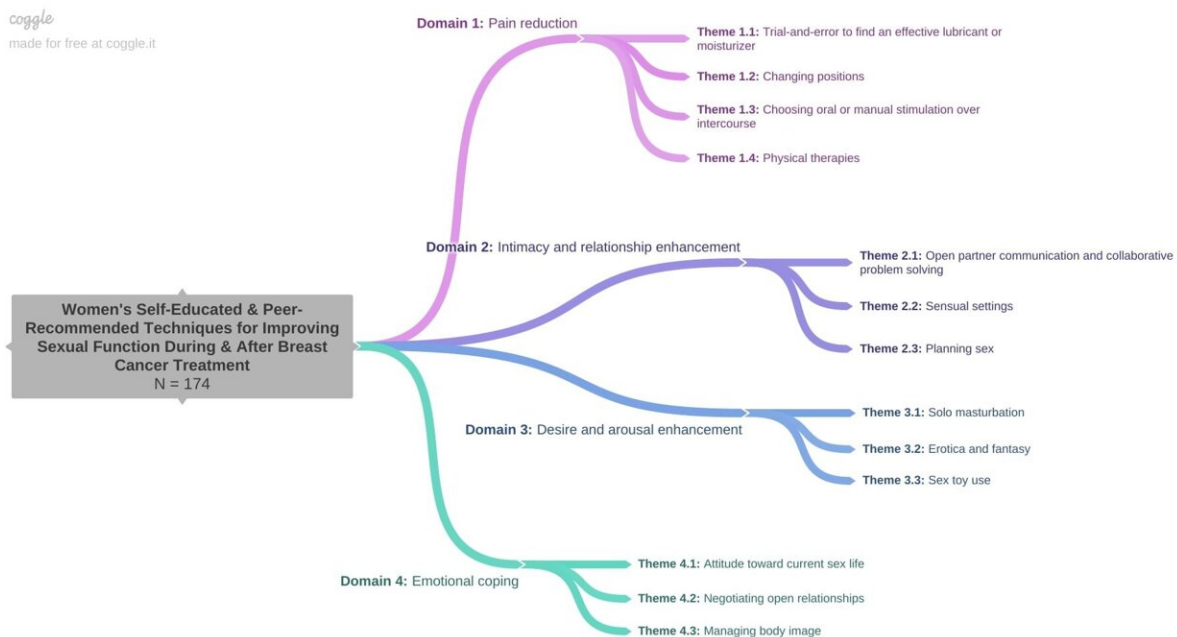 coggle
made for free at coggle.it
Domain 1: Pain reduction
Theme 1.1: Trial-and-error to find an effective lubricant or
moisturizer
Theme 1.2: Changing positions
Theme 1.3: Choosing oral or manual stimulation over
intercourse
Theme 1.4: Physical therapies
Domain 2: Intimacy and relationship enhancement
Theme 2.1: Open partner communication and collaborative
problem solving
Theme 2.2: Sensual settings
Theme 2.3: Planning sex
Women's Self-Educated & Peer-
Recommended Techniques for Improving
Sexual Function During & After Breast
Cancer Treatment
N = 174
Domain 3: Desire and arousal enhancement
Theme 3.1: Solo masturbation
Theme 3.2: Erotica and fantasy
Theme 3.3: Sex toy use
Domain 4: Emotional coping
Theme 4.1: Attitude toward current sex life
Theme 4.2: Negotiating open relationships
Theme 4.3: Managing body image